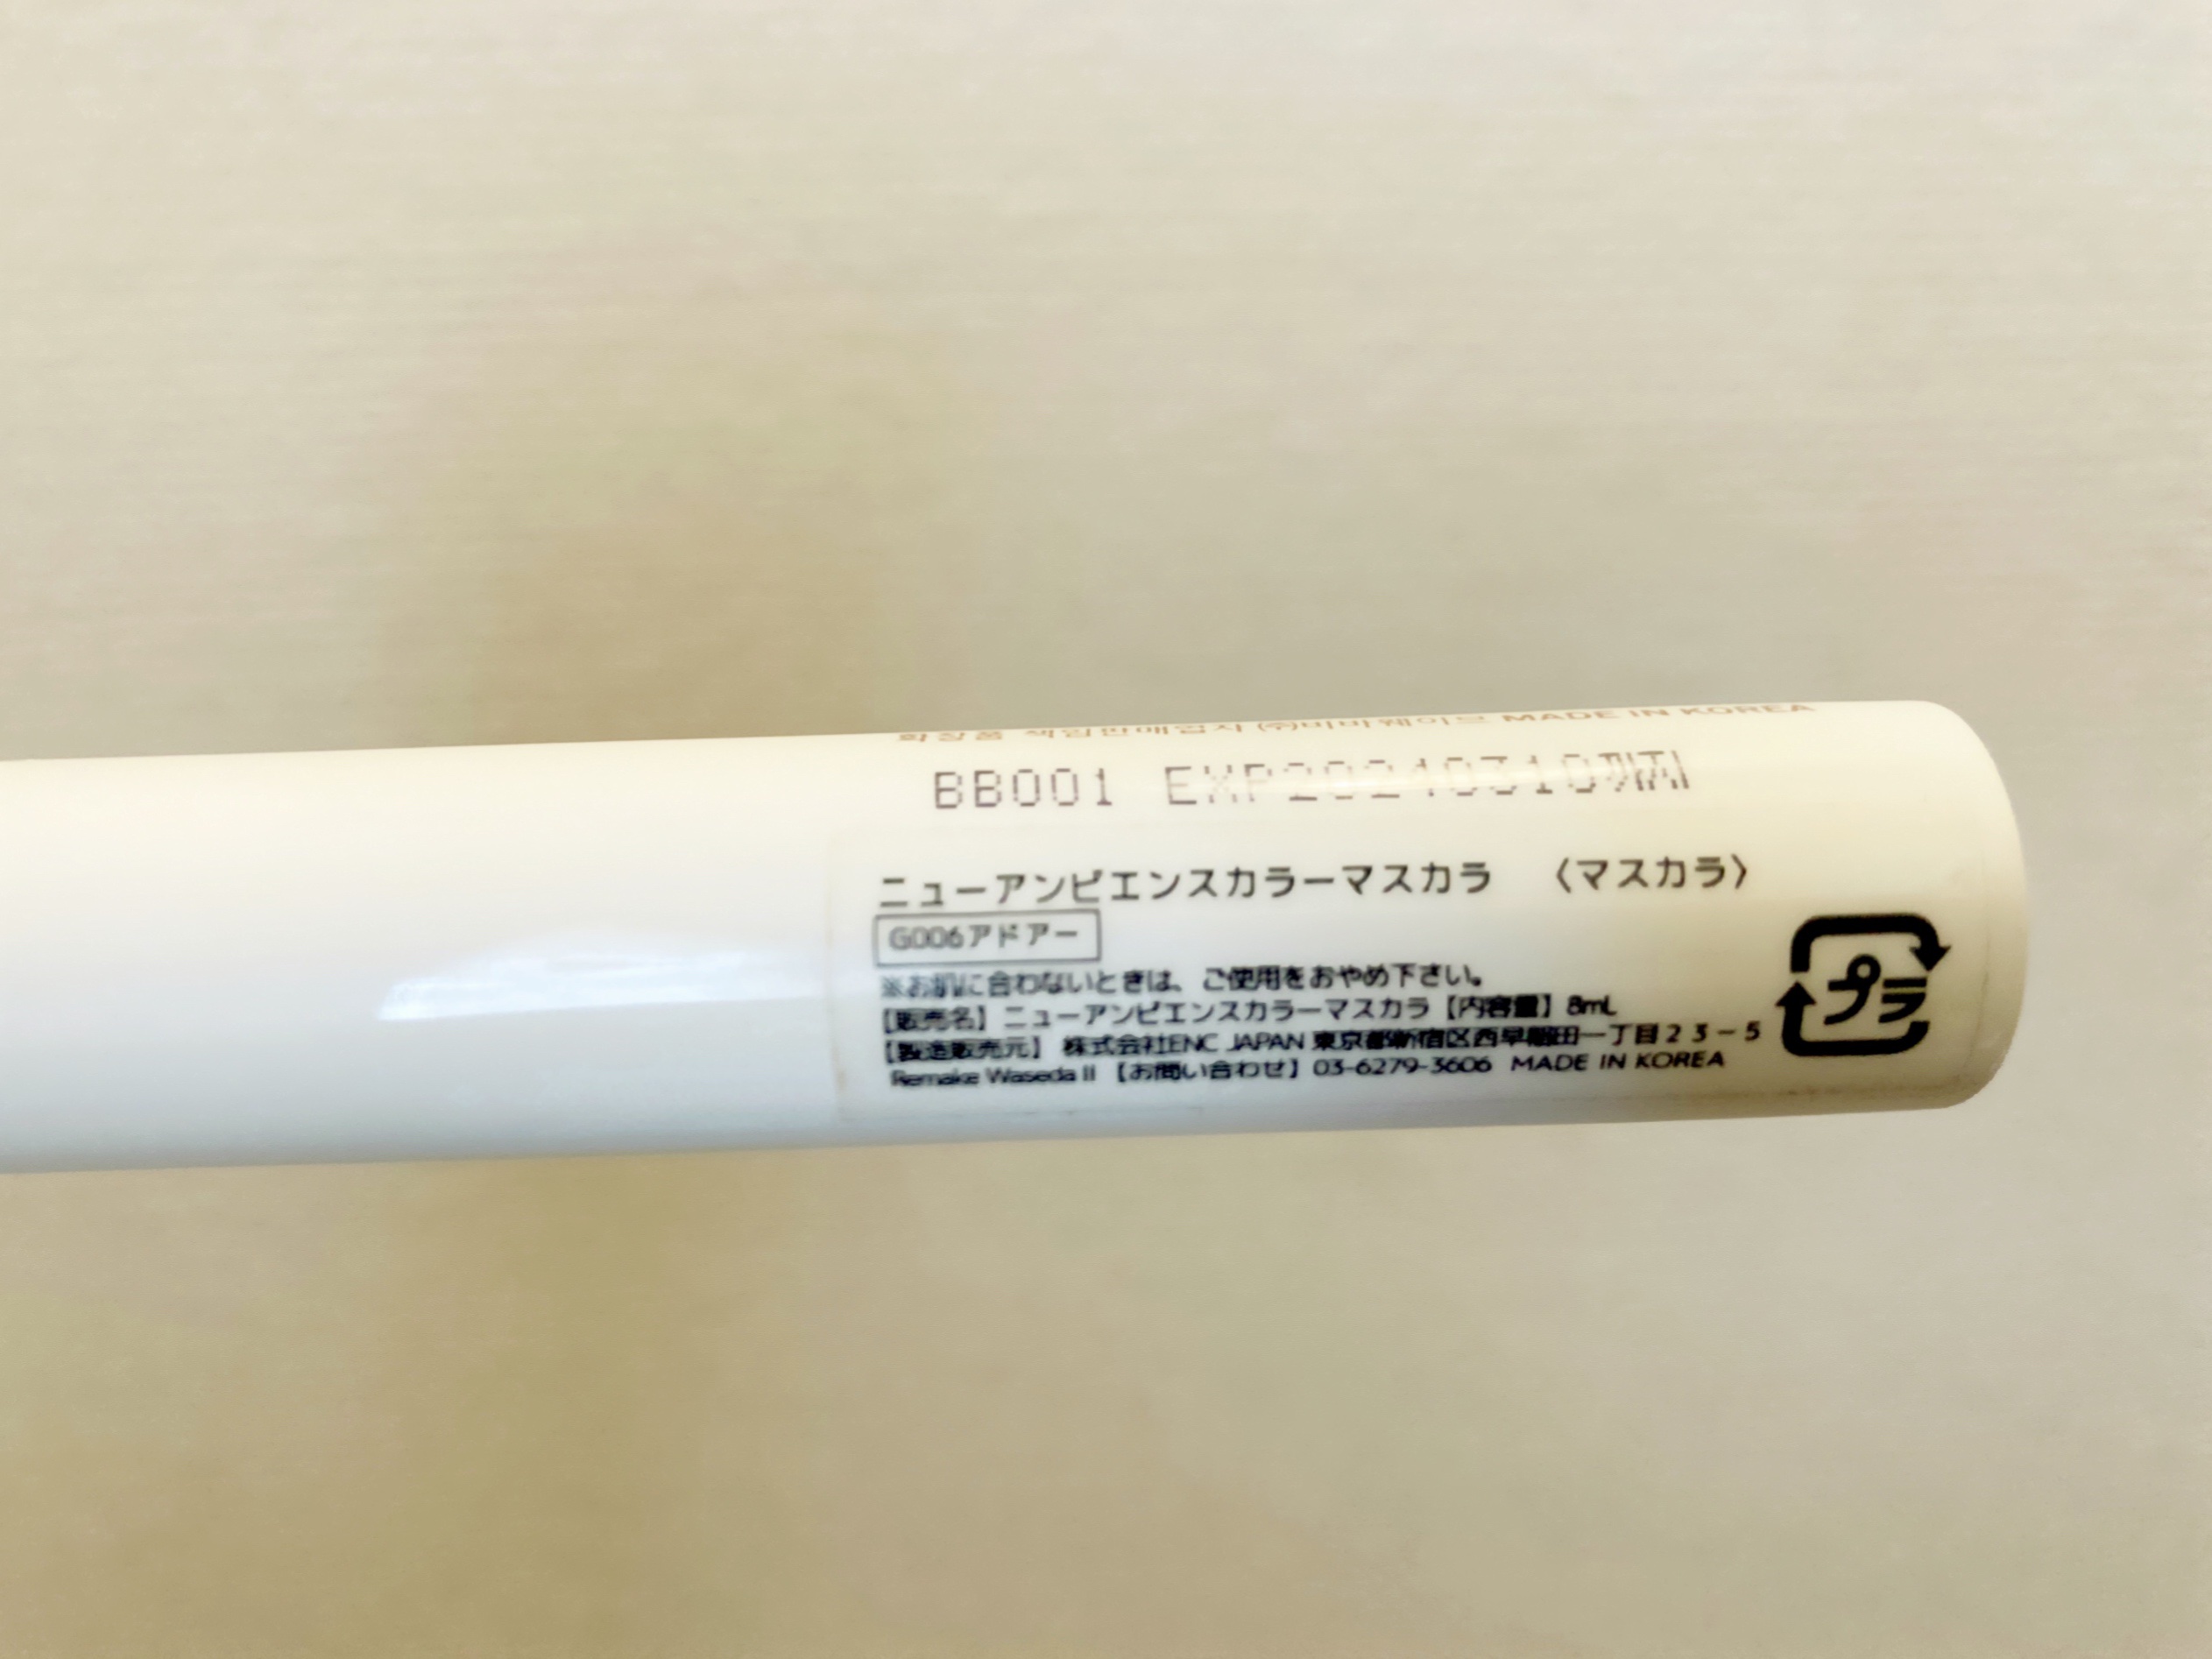 화장품 책임판매업자 ㈜비비웨이브 MADE IN KOREA
BB001 EXP20240310까지
ニューアンビエンスカラーマスカラ 〈マスカラ〉
G006アドアー
※お肌に合わないときは、ご使用をおやめ下さい。
【販売名】ニューアンビエンスカラーマスカラ【内容量】8mL
【製造販売元】 株式会社ENC JAPAN 東京都新宿区西早稲田一丁目23-5
Remake Waseda II 【お問い合わせ】03-6279-3606 MADE IN KOREA
プラ